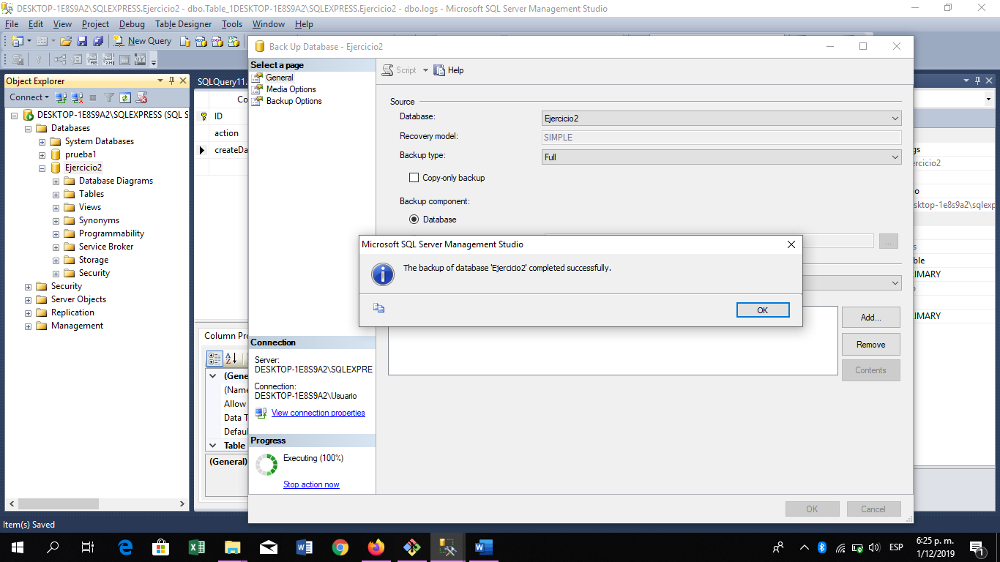 DESKTOP-1E8S9A2\SQLEXPRESS.Ejercicio2 - dbo.Table_1DESKTOP-1E8S9A2\SQLEXPRESS.Ejercicio2 - dbo.logs - Microsoft SQL Server Management Studio
File Edit View Project Debug Table Designer Tools Window Help
New Query
Object Explorer
Connect
DESKTOP-1E8S9A2\SQLEXPRESS (SQL S
Databases
System Databases
prueba1
Ejercicio2
Database Diagrams
Tables
Views
Synonyms
Programmability
Service Broker
Storage
Security
Security
Server Objects
Replication
Management
SQLQuery11.
Co
ID
action
createDa
Column Pr
(Gene
(Name
Allow
Data T
Defau
Table
(General)
Back Up Database - Ejercicio2
Select a page
General
Media Options
Backup Options
Script Help
Source
Database: Ejercicio2
Recovery model: SIMPLE
Backup type: Full
Copy-only backup
Backup component:
Database
...
Microsoft SQL Server Management Studio
The backup of database 'Ejercicio2' completed successfully.
OK
Add...
Remove
Contents
Connection
Server:
DESKTOP-1E8S9A2\SQLEXPRE
Connection:
DESKTOP-1E8S9A2\Usuario
View connection properties
Progress
Executing (100%)
Stop action now
OK Cancel
gs
ercicio2
o
sktop-1e8s9a2\sqlexp
s
ble
IMARY
o
IMARY
Item(s) Saved
ESP
6:25 p. m.
1/12/2019
1